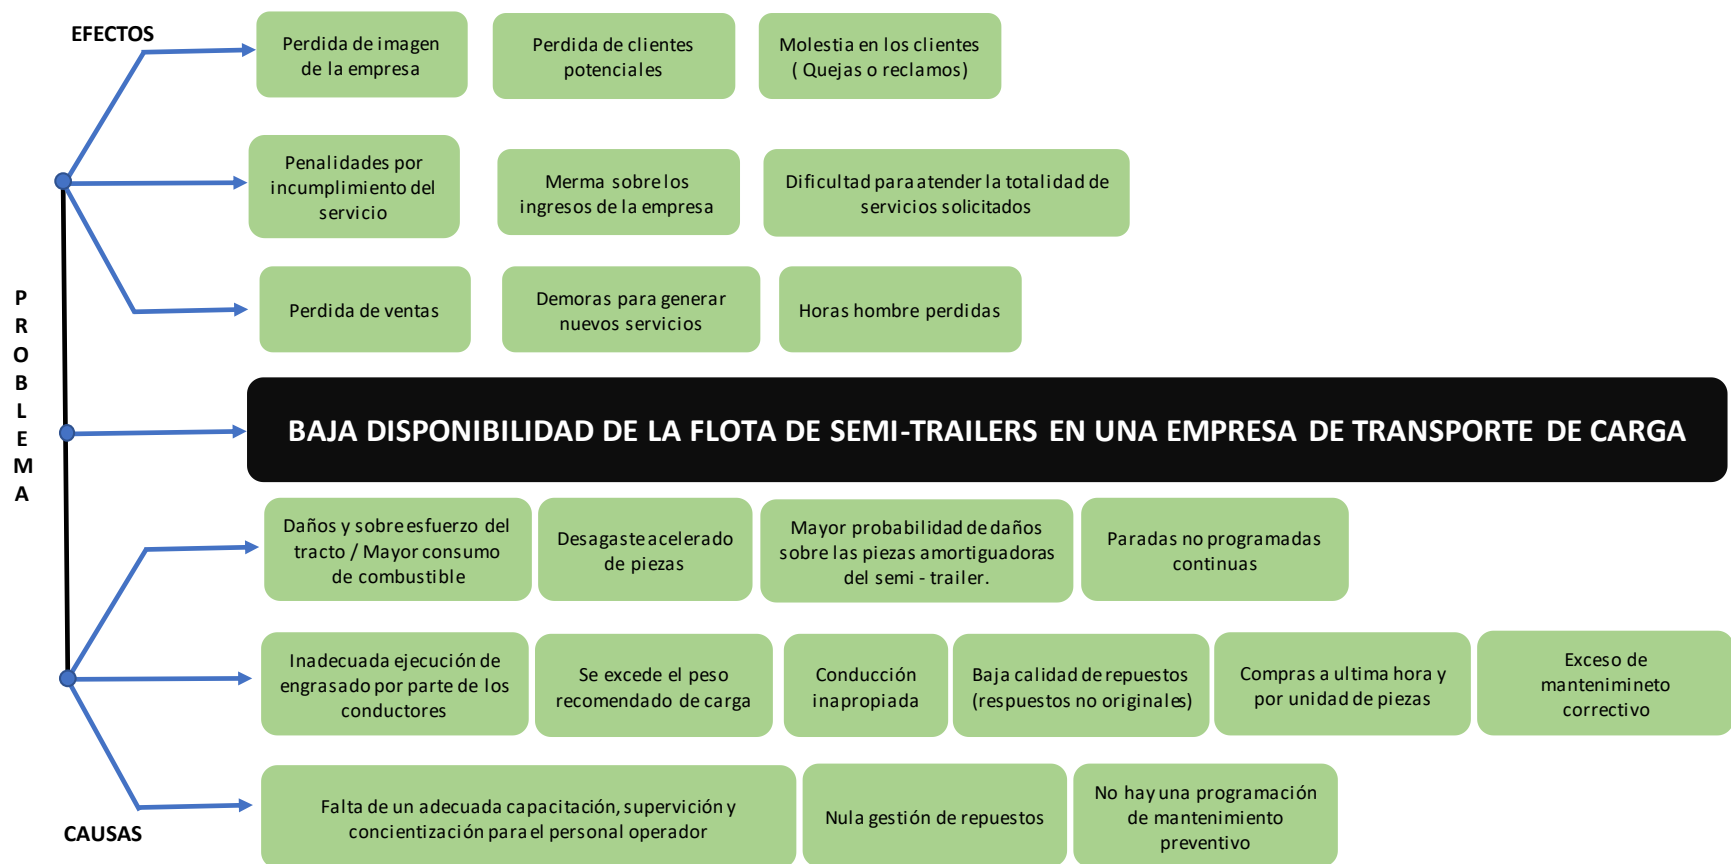 EFECTOS
Perdida de imagen
de la empresa
Perdida de clientes
potenciales
Molestia en los clientes
( Quejas o reclamos)
Penalidades por
incumplimiento del
servicio
Merma sobre los
ingresos de la empresa
Dificultad para atender la totalidad de
servicios solicitados
Perdida de ventas
Demoras para generar
nuevos servicios
Horas hombre perdidas
P
R
O
B
L
E
M
A
BAJA DISPONIBILIDAD DE LA FLOTA DE SEMI-TRAILERS EN UNA EMPRESA DE TRANSPORTE DE CARGA
Daños y sobre esfuerzo del
tracto / Mayor consumo
de combustible
Desagaste acelerado
de piezas
Mayor probabilidad de daños
sobre las piezas amortiguadoras
del semi - trailer.
Paradas no programadas
continuas
Inadecuada ejecución de
engrasado por parte de los
conductores
Se excede el peso
recomendado de carga
Conducción
inapropiada
Baja calidad de repuestos
(respuestos no originales)
Compras a ultima hora y
por unidad de piezas
Exceso de
mantenimineto
correctivo
Falta de un adecuada capacitación, supervición y
concientización para el personal operador
Nula gestión de repuestos
No hay una programación
de mantenimiento
preventivo
CAUSAS